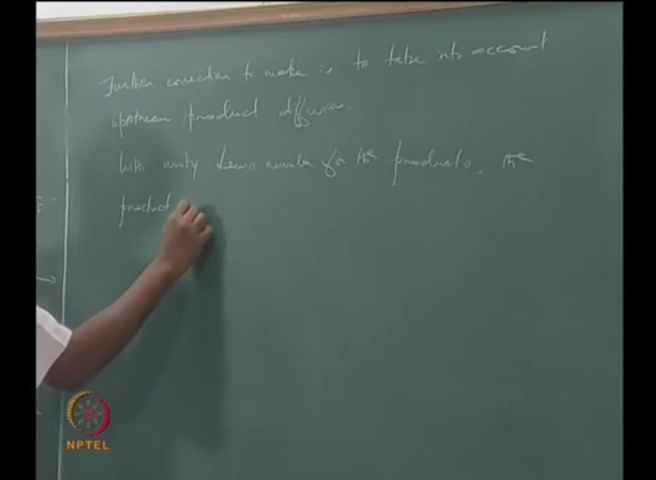 Further correction to make is to take into account
upstream product diffusion.
With unity Lewis number for the products, the
product
NPTEL